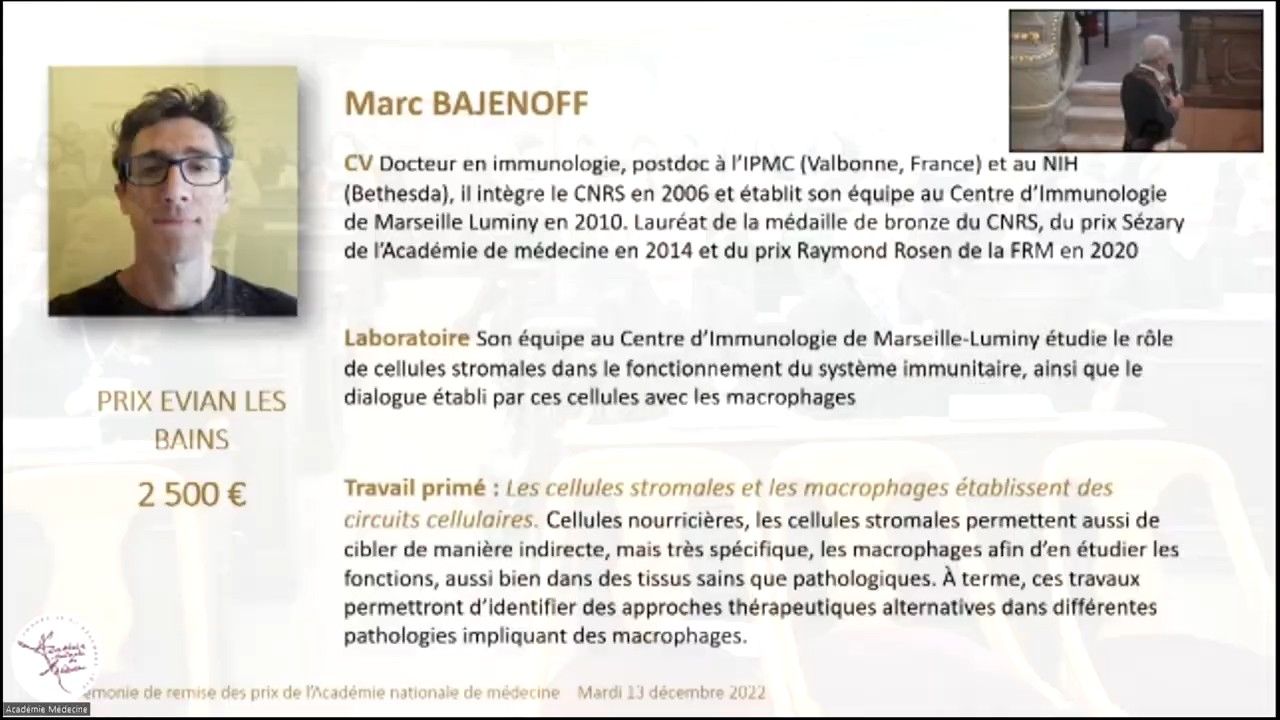 Marc BAJENOFF
CV Docteur en immunologie, postdoc à l'IPMC (Valbonne, France) et au NIH
(Bethesda), il intègre le CNRS en 2006 et établit son équipe au Centre d'Immunologie
de Marseille Luminy en 2010. Lauréat de la médaille de bronze du CNRS, du prix Sézary
de l'Académie de médecine en 2014 et du prix Raymond Rosen de la FRM en 2020
Laboratoire Son équipe au Centre d'Immunologie de Marseille-Luminy étudie le rôle
de cellules stromales dans le fonctionnement du système immunitaire, ainsi que le
dialogue établi par ces cellules avec les macrophages
PRIX EVIAN LES
BAINS
2 500 €
Travail primé : Les cellules stromales et les macrophages établissent des
circuits cellulaires. Cellules nourricières, les cellules stromales permettent aussi de
cibler de manière indirecte, mais très spécifique, les macrophages afin d'en étudier les
fonctions, aussi bien dans des tissus sains que pathologiques. À terme, ces travaux
permettront d'identifier des approches thérapeutiques alternatives dans différentes
pathologies impliquant des macrophages.
émonie de remise des prix de l'Académie nationale de médecine Mardi 13 décembre 2022
Académie Médecine